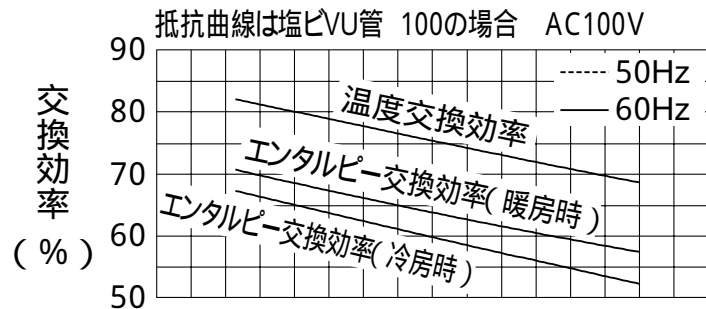 抵抗曲線は塩ビVU管 100の場合 AC100V
交換効率(%)
90
80
70
60
50
50Hz
60Hz
温度交換効率
エンタルピー交換効率(暖房時)
エンタルピー交換効率(冷房時)